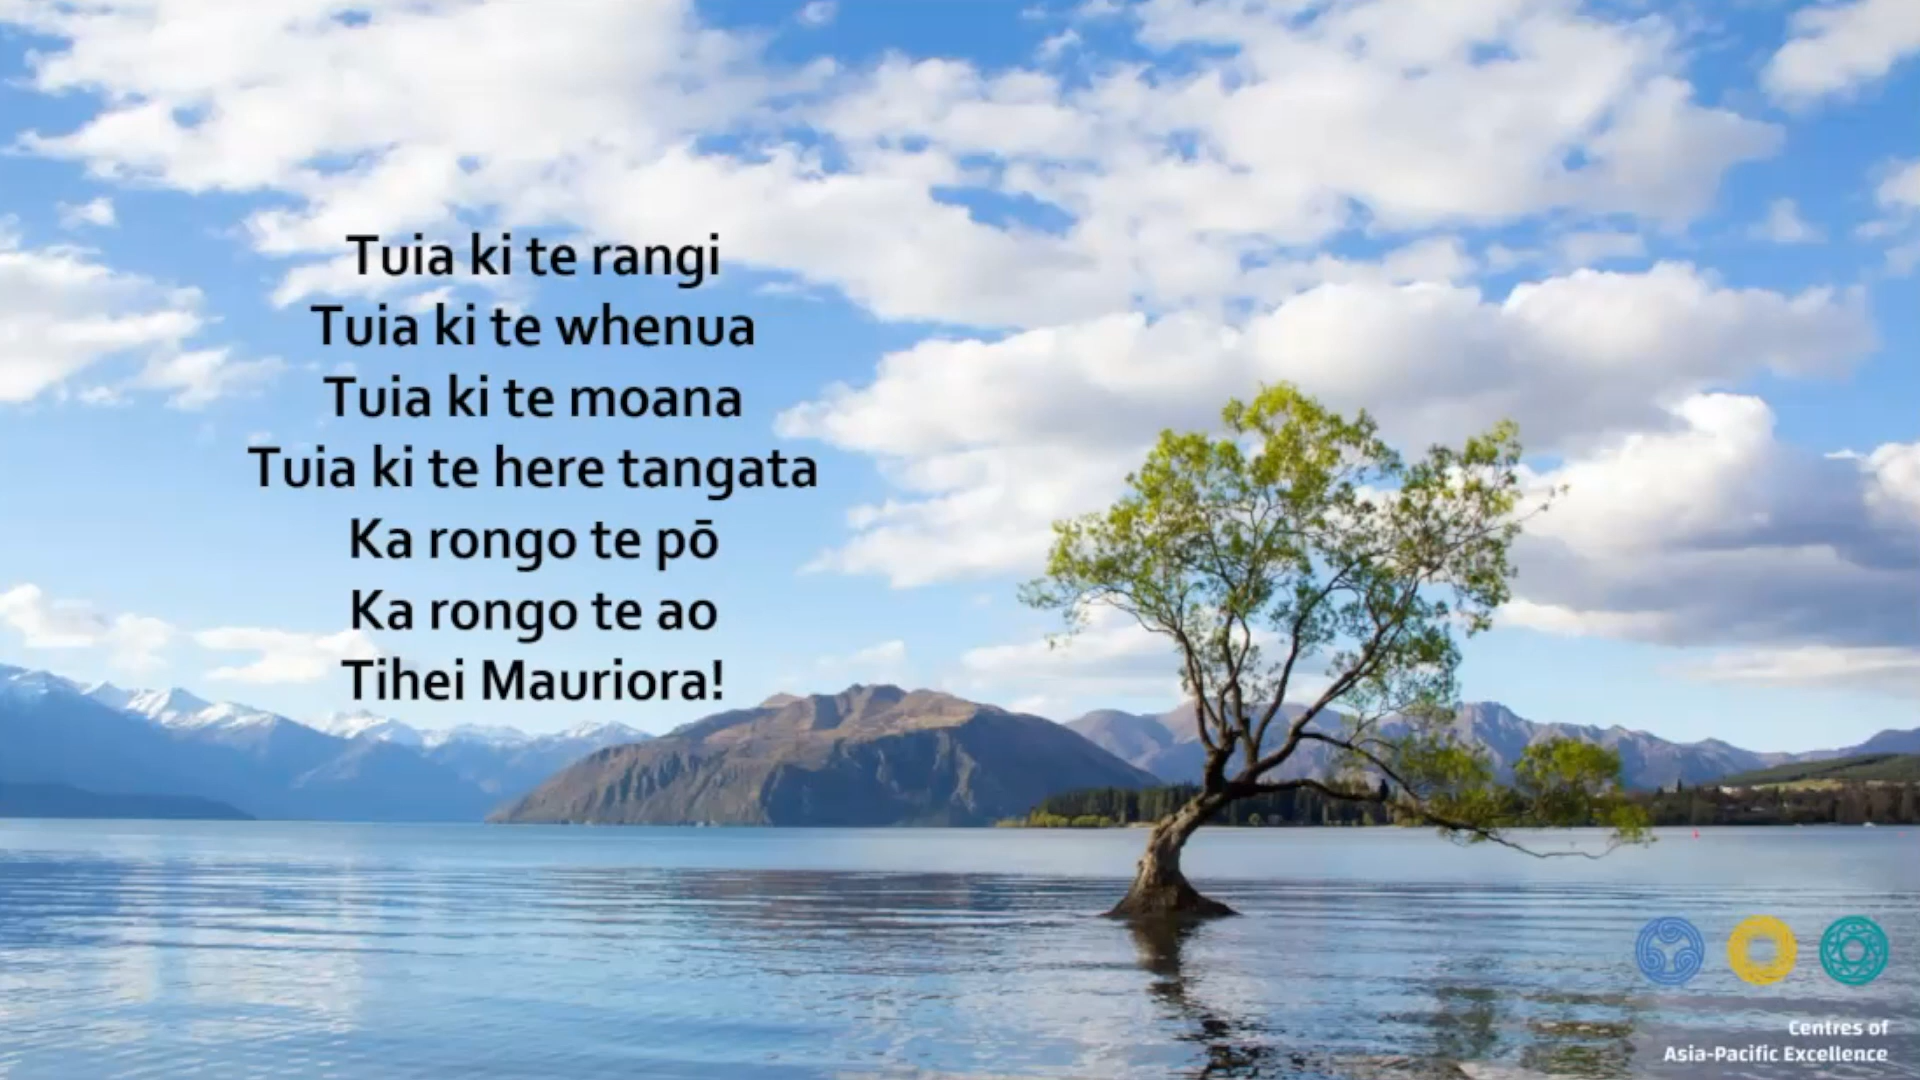 Tuia ki te rangi
Tuia ki te whenua
Tuia ki te moana
Tuia ki te here tangata
Ka rongo te pō
Ka rongo te ao
Tihei Mauriora!
Centres of
Asia-Pacific Excellence